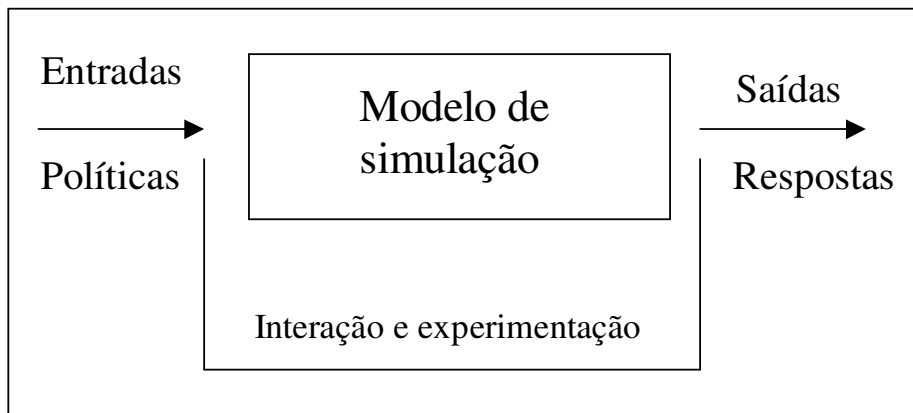 Entradas
Políticas
Modelo de
simulação
Saídas
Respostas
Interação e experimentação